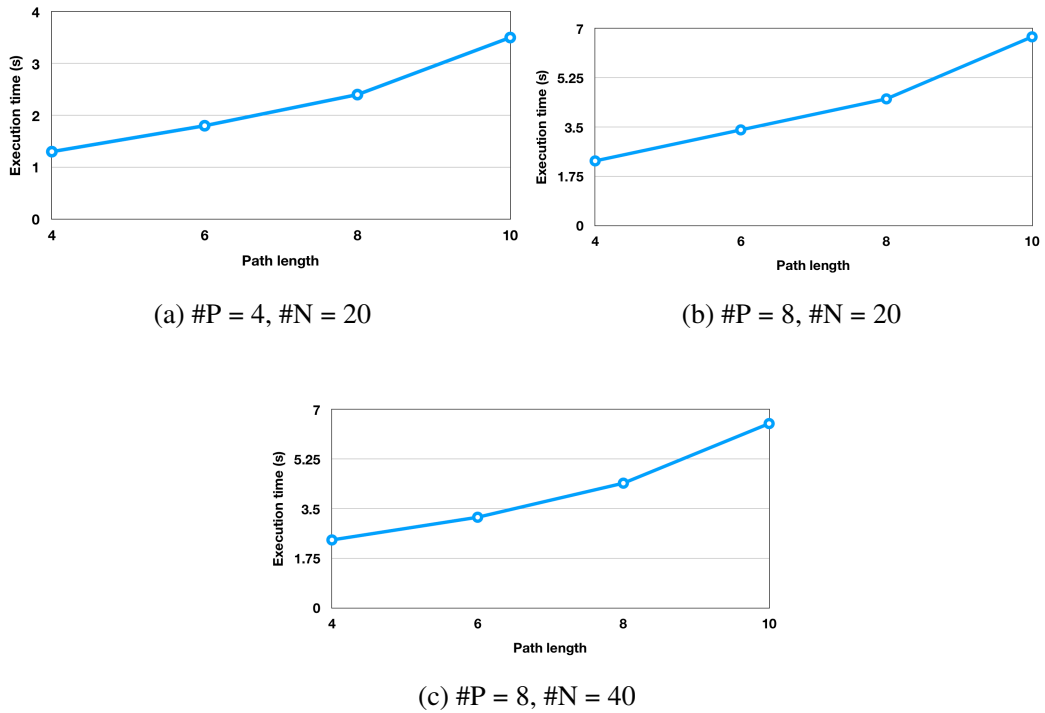 4
3
2
1
0
Execution time (s)
4 6 8 10
Path length
(a) #P = 4, #N = 20
7
5.25
3.5
1.75
0
Execution time (s)
4 6 8 10
Path length
(b) #P = 8, #N = 20
7
5.25
3.5
1.75
0
Execution time (s)
4 6 8 10
Path length
(c) #P = 8, #N = 40